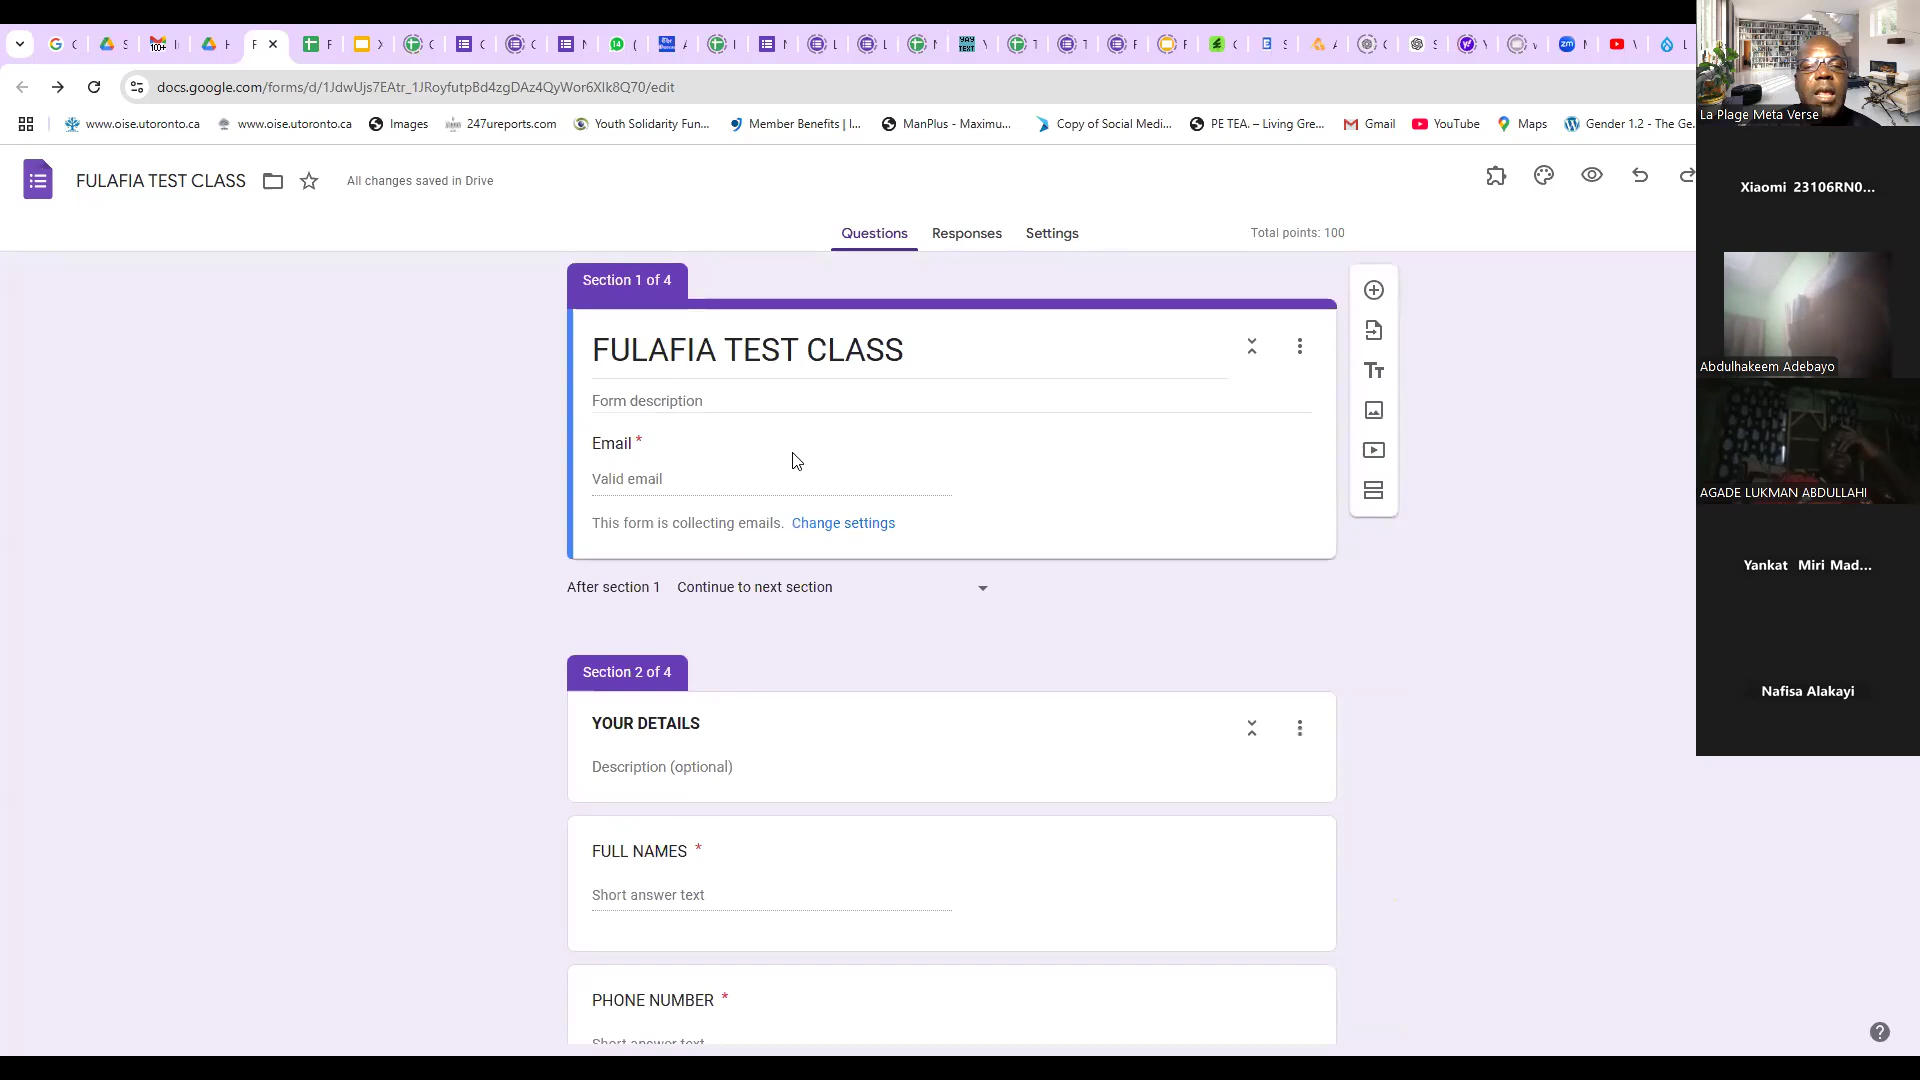 docs.google.com/forms/d/1JdwUjs7EAtr_1JRoyfutpBd4zgDAz4QyWor6Xlk8Q70/edit
www.oise.utoronto.ca
www.oise.utoronto.ca
Images
247ureports.com
Youth Solidarity Fun...
Member Benefits | I...
ManPlus - Maximu...
Copy of Social Medi...
PE TEA. – Living Gre...
Gmail
YouTube
Maps
Gender 1.2 - The Ge.
FULAFIA TEST CLASS
All changes saved in Drive
Questions
Responses
Settings
Total points: 100
Section 1 of 4
FULAFIA TEST CLASS
Form description
Email *
Valid email
This form is collecting emails. Change settings
After section 1 Continue to next section
Section 2 of 4
YOUR DETAILS
Description (optional)
FULL NAMES *
Short answer text
PHONE NUMBER *
Short answer text
La Plage Meta Verse
Xiaomi 23106RN0...
Abdulhakeem Adebayo
AGADE LUKMAN ABDULLAHI
Yankat Miri Mad...
Nafisa Alakayi